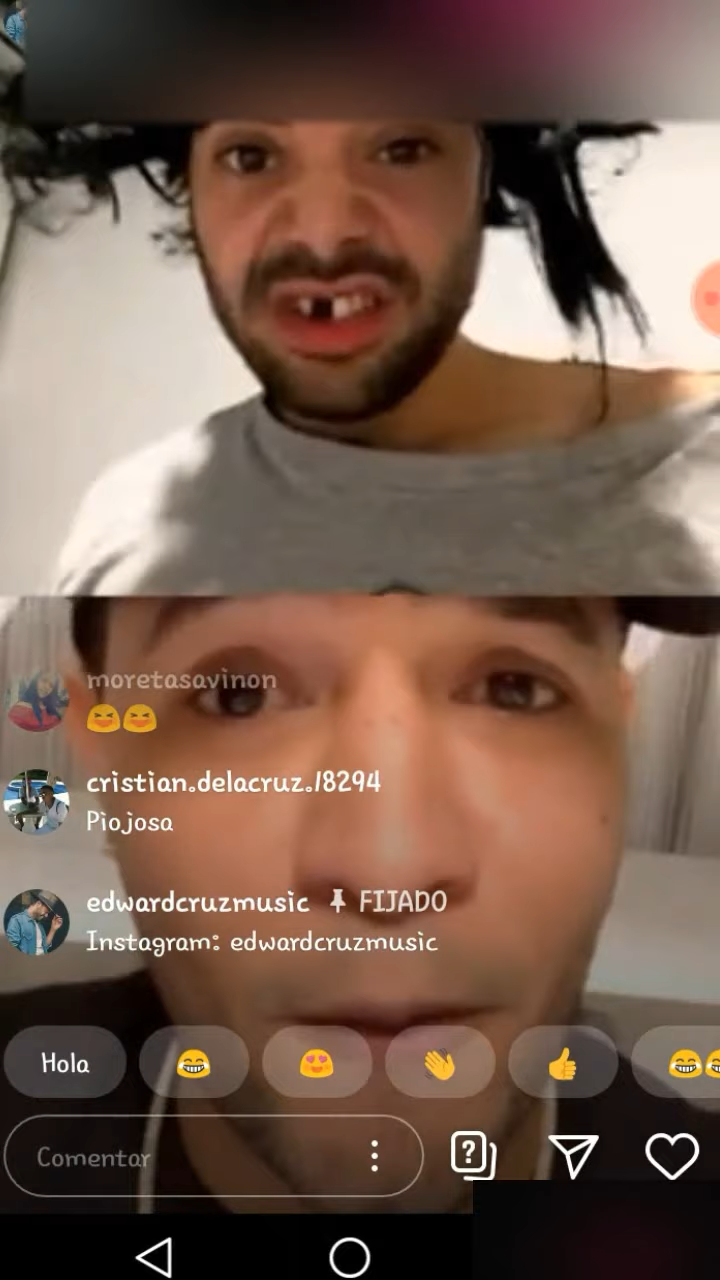 moretasavinon
😆😆
cristian.delacruz.18294
Piojosa
edwardcruzmusic 📌 FIJADO
Instagram: edwardcruzmusic
Hola
Comentar